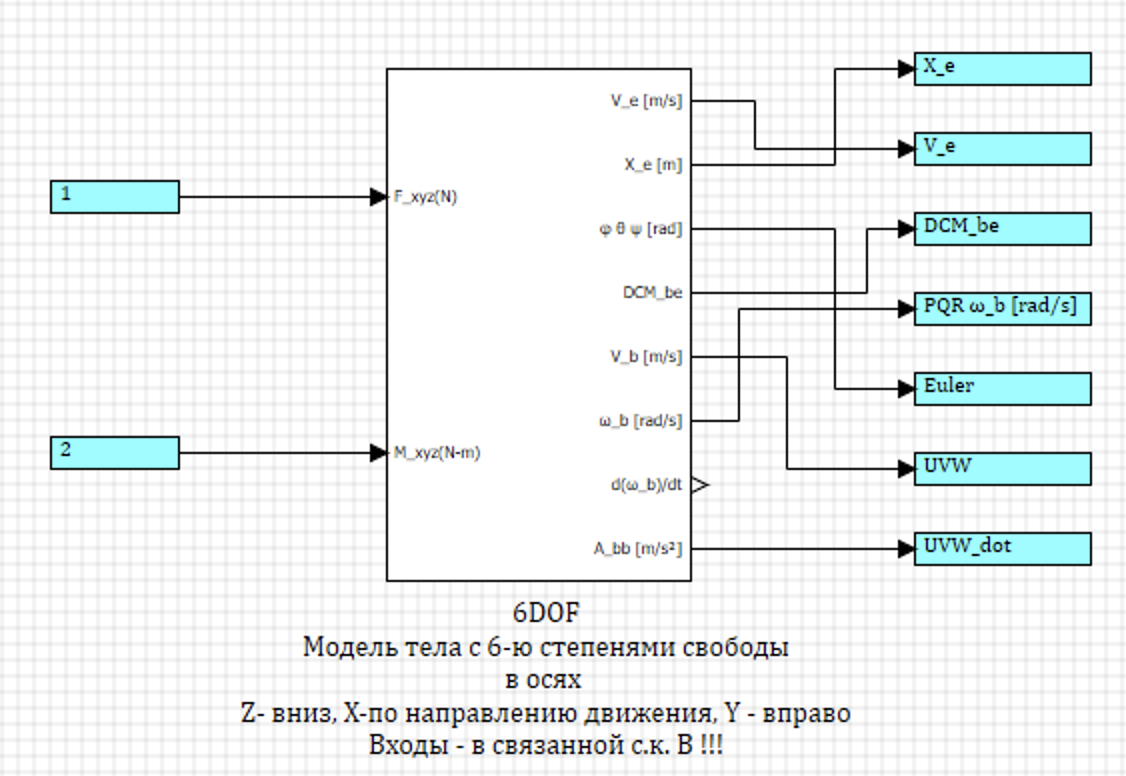 X_e
V_e [m/s]
V_e
X_e [m]
1
F_xyz(N)
φ θ ψ [rad]
DCM_be
DCM_be
PQR ω_b [rad/s]
V_b [m/s]
Euler
ω_b [rad/s]
2
M_xyz(N-m)
UVW
d(ω_b)/dt
A_bb [m/s²]
UVW_dot
6DOF
Модель тела с 6-ю степенями свободы
в осях
Z- вниз, X-по направлению движения, Y - вправо
Входы - в связанной с.к. B !!!